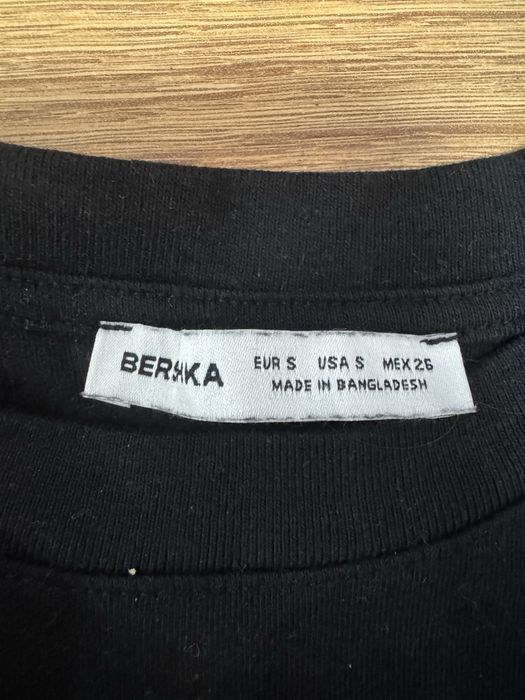 BERSHKA
EUR S USA S MEX 26
MADE IN BANGLADESH